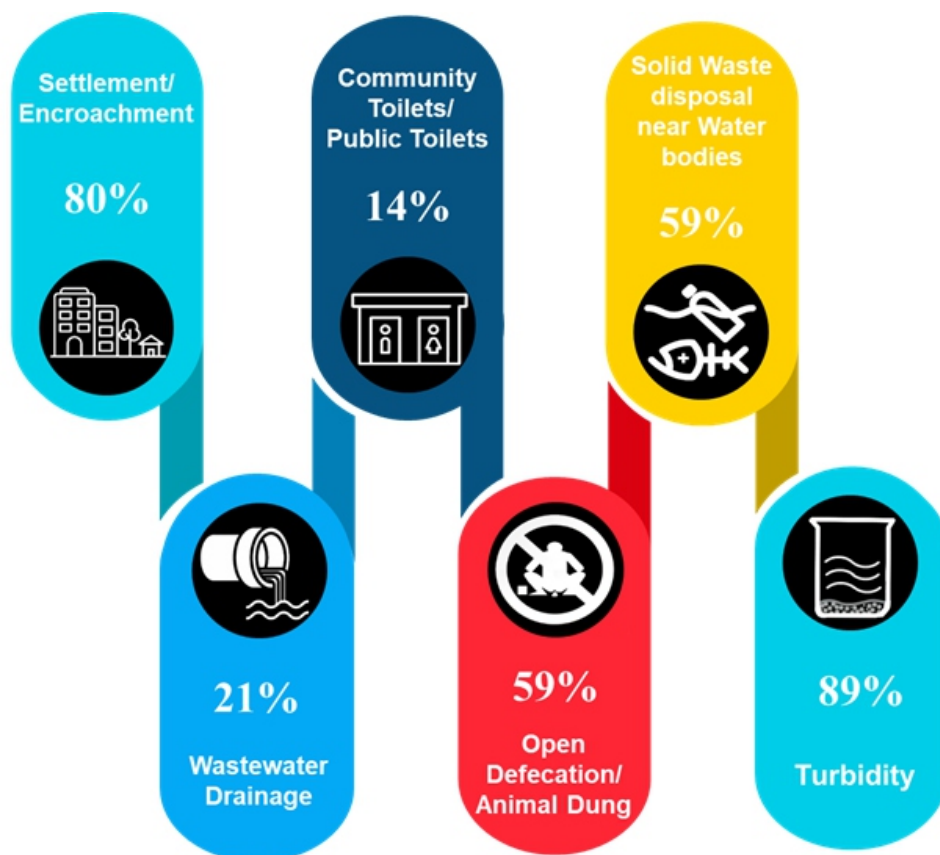 Settlement/
Encroachment
80%
Community
Toilets/
Public Toilets
14%
Solid Waste
disposal
near Water
bodies
59%
21%
Wastewater
Drainage
59%
Open
Defecation/
Animal Dung
89%
Turbidity